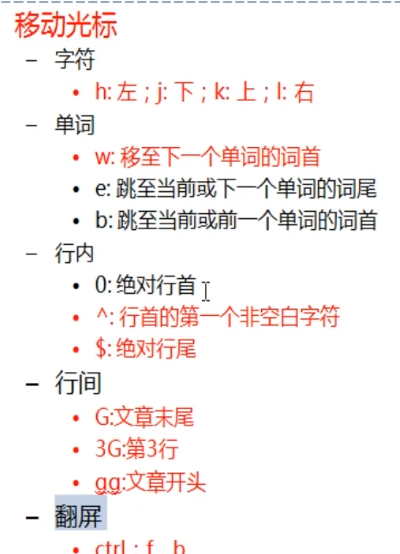 移动光标
– 字符
• h: 左；j: 下；k: 上；l: 右
– 单词
• w: 移至下一个单词的词首
• e: 跳至当前或下一个单词的词尾
• b: 跳至当前或前一个单词的词首
– 行内
• 0: 绝对行首
• ^: 行首的第一个非空白字符
• $: 绝对行尾
– 行间
• G:文章末尾
• 3G:第3行
• gg:文章开头
– 翻屏
• ctrl：f、b